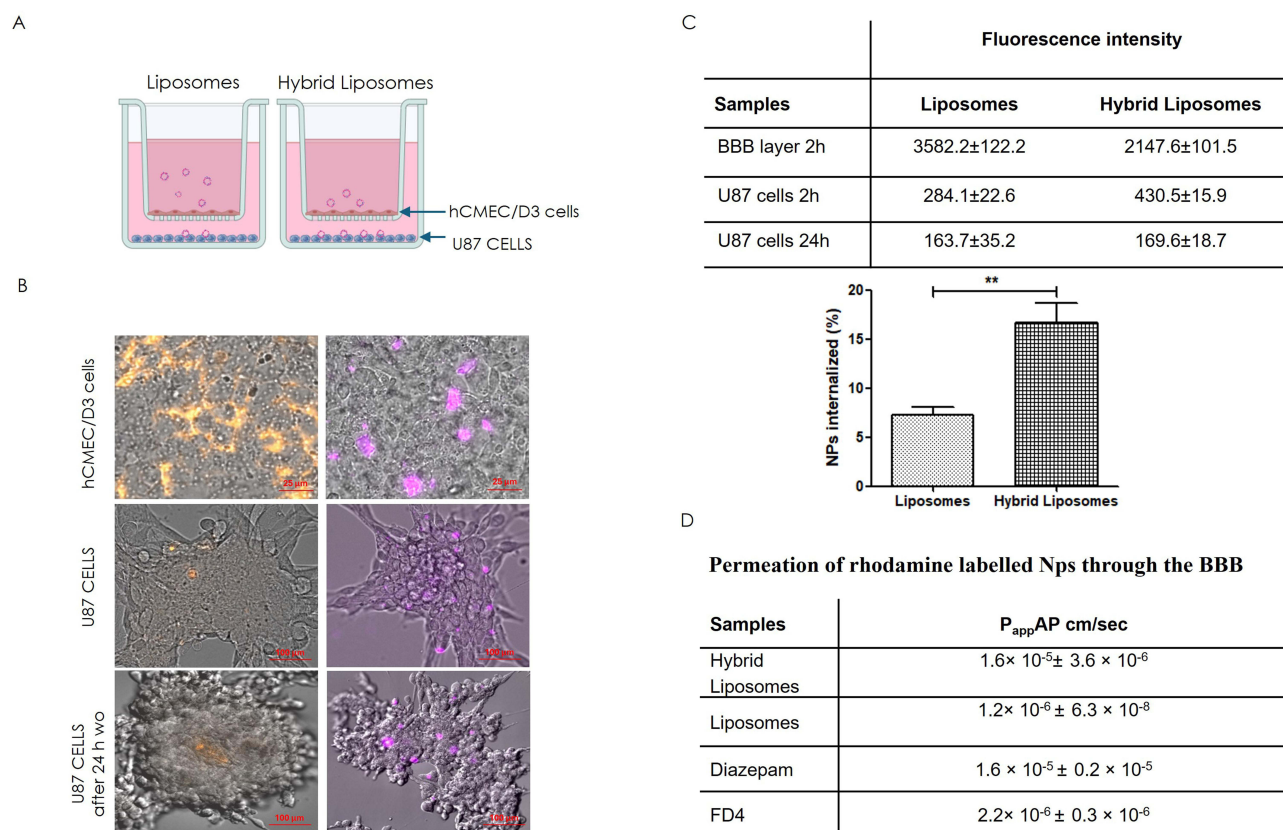 A
Liposomes
Hybrid Liposomes
hCMEC/D3 cells
U87 CELLS
B
hCMEC/D3 cells
25 µm
25 µm
U87 CELLS
100 µm
100 µm
U87 CELLS
after 24 h wo
100 µm
100 µm
C
Fluorescence intensity
Samples Liposomes Hybrid Liposomes
BBB layer 2h 3582.2±122.2 2147.6±101.5
U87 cells 2h 284.1±22.6 430.5±15.9
U87 cells 24h 163.7±35.2 169.6±18.7
NPs internalized (%)
20
15
10
5
0
**
Liposomes Hybrid Liposomes
D
Permeation of rhodamine labelled Nps through the BBB
Samples PappAP cm/sec
Hybrid Liposomes 1.6× 10⁻⁵± 3.6 × 10⁻⁶
Liposomes 1.2× 10⁻⁶ ± 6.3 × 10⁻⁸
Diazepam 1.6 × 10⁻⁵ ± 0.2 × 10⁻⁵
FD4 2.2× 10⁻⁶ ± 0.3 × 10⁻⁶